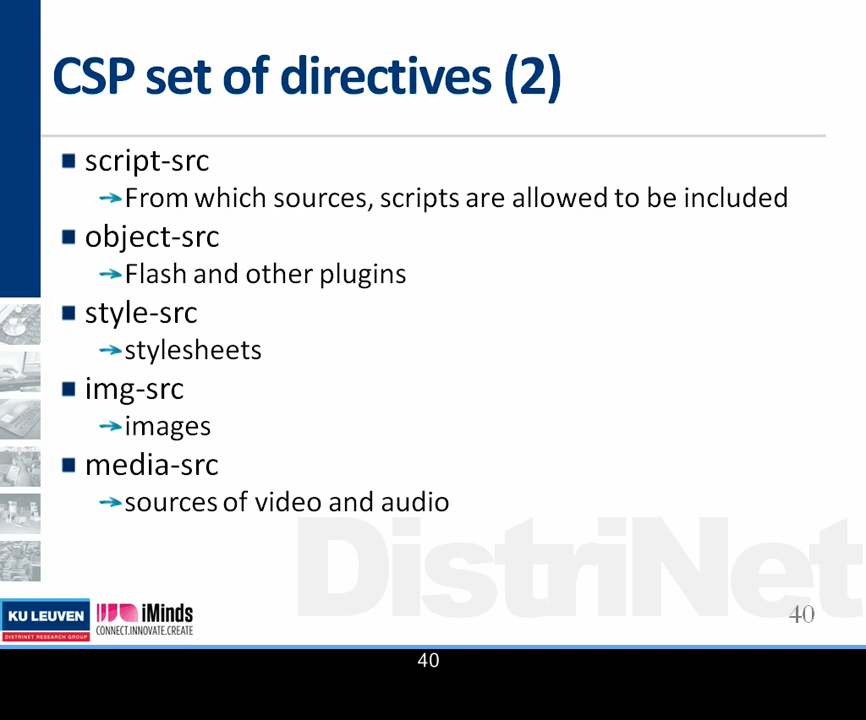 CSP set of directives (2)
script-src
From which sources, scripts are allowed to be included
object-src
Flash and other plugins
style-src
stylesheets
img-src
images
media-src
sources of video and audio
DistriNet
KU LEUVEN
DISTRINET RESEARCH GROUP
iMinds
CONNECT.INNOVATE.CREATE
40
40